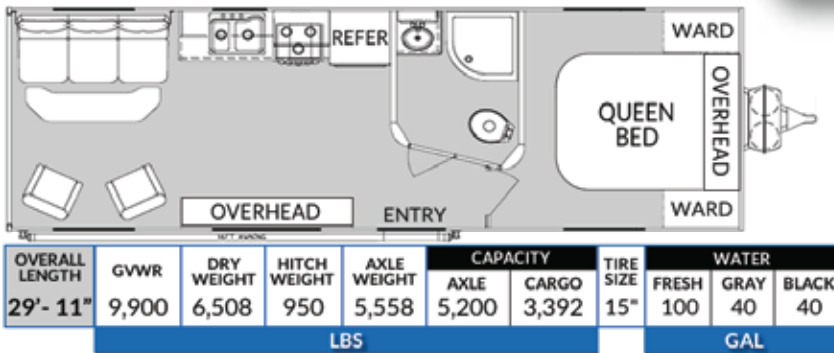 REFER
WARD
QUEEN
BED
OVERHEAD
WARD
OVERHEAD
ENTRY
OVERALL
LENGTH
29'- 11"
GVWR
9,900
DRY
WEIGHT
6,508
HITCH
WEIGHT
950
AXLE
WEIGHT
5,558
CAPACITY
AXLE
5,200
CARGO
3,392
TIRE
SIZE
15"
WATER
FRESH
100
GRAY
40
BLACK
40
LBS
GAL